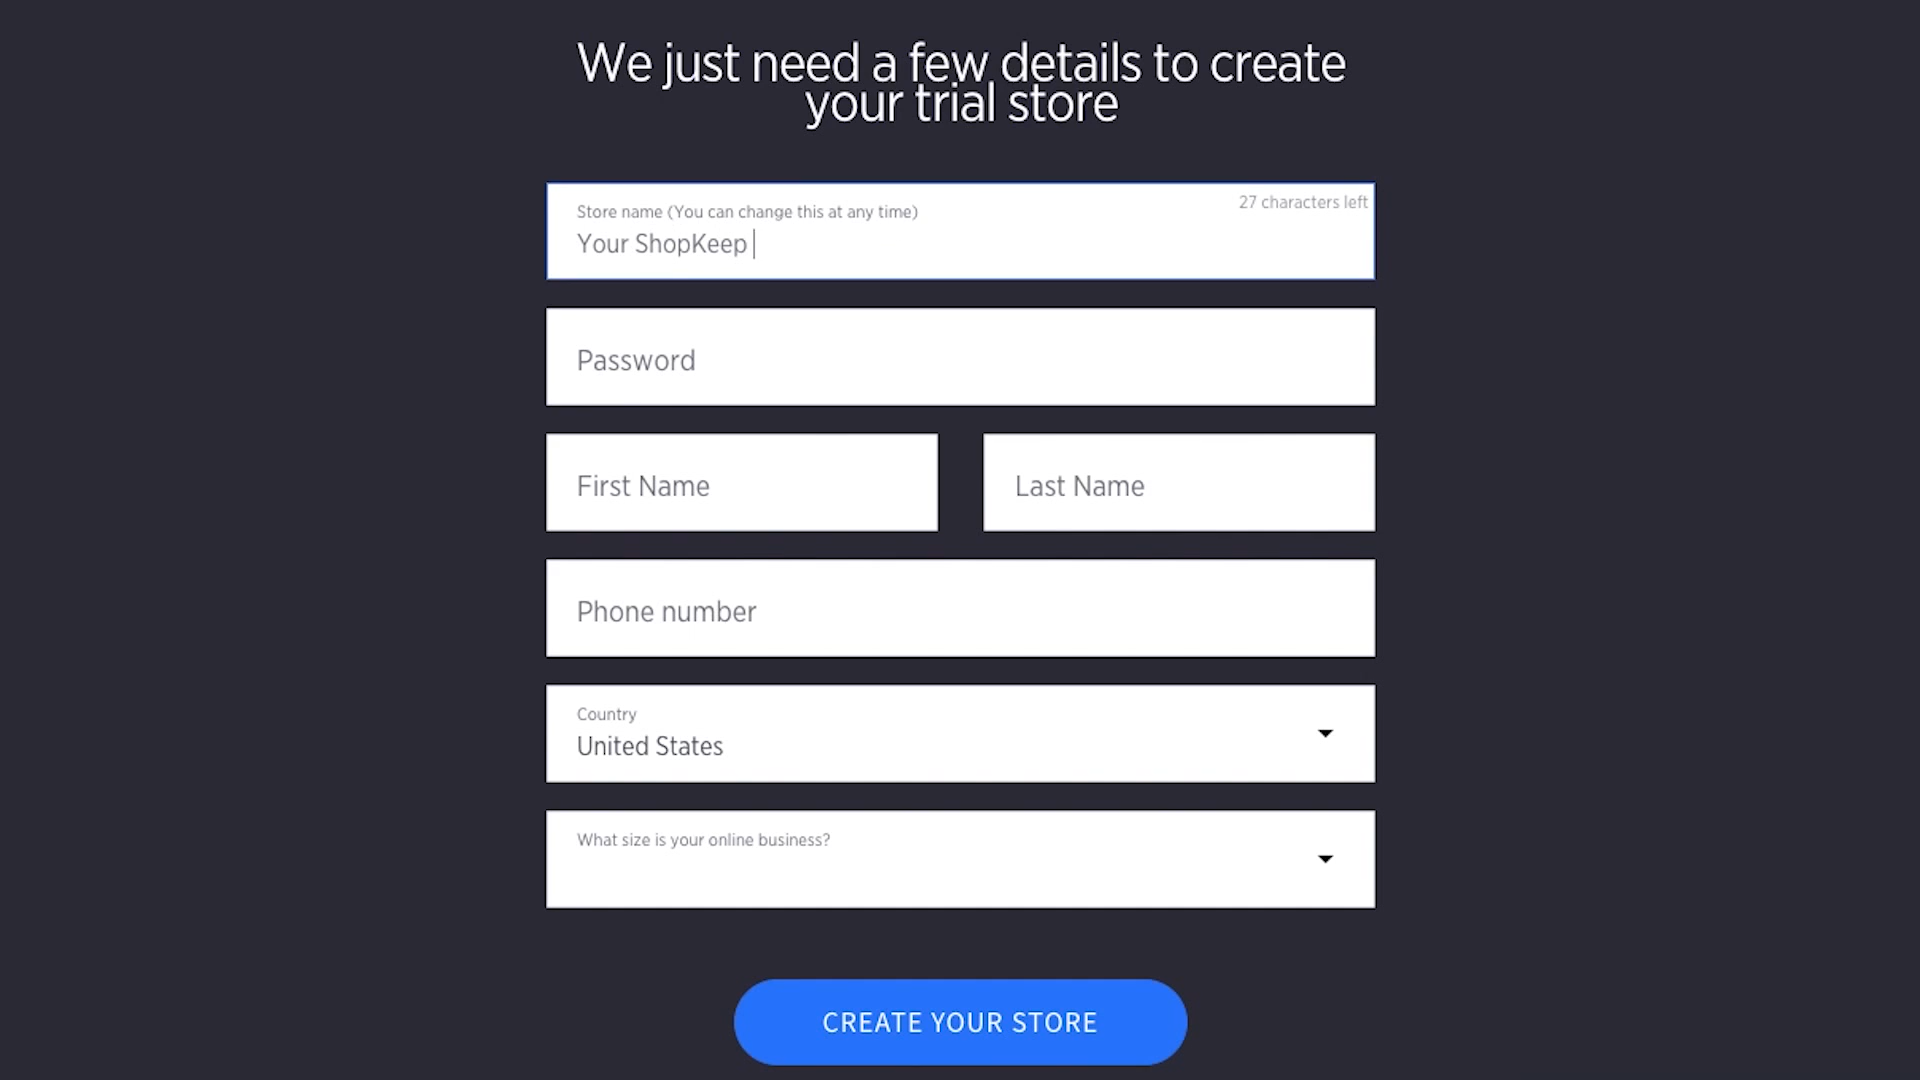 We just need a few details to create
your trial store
27 characters left
Store name (You can change this at any time)
Your ShopKeep
Password
First Name
Last Name
Phone number
Country
United States
What size is your online business?
CREATE YOUR STORE